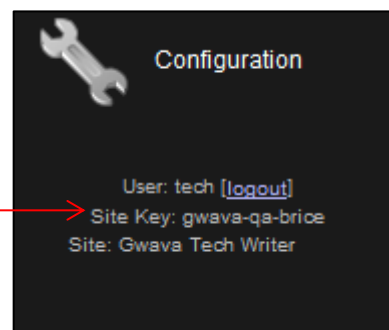 Configuration
User: tech [logout]
Site Key: gwava-qa-brice
Site: Gwava Tech Writer